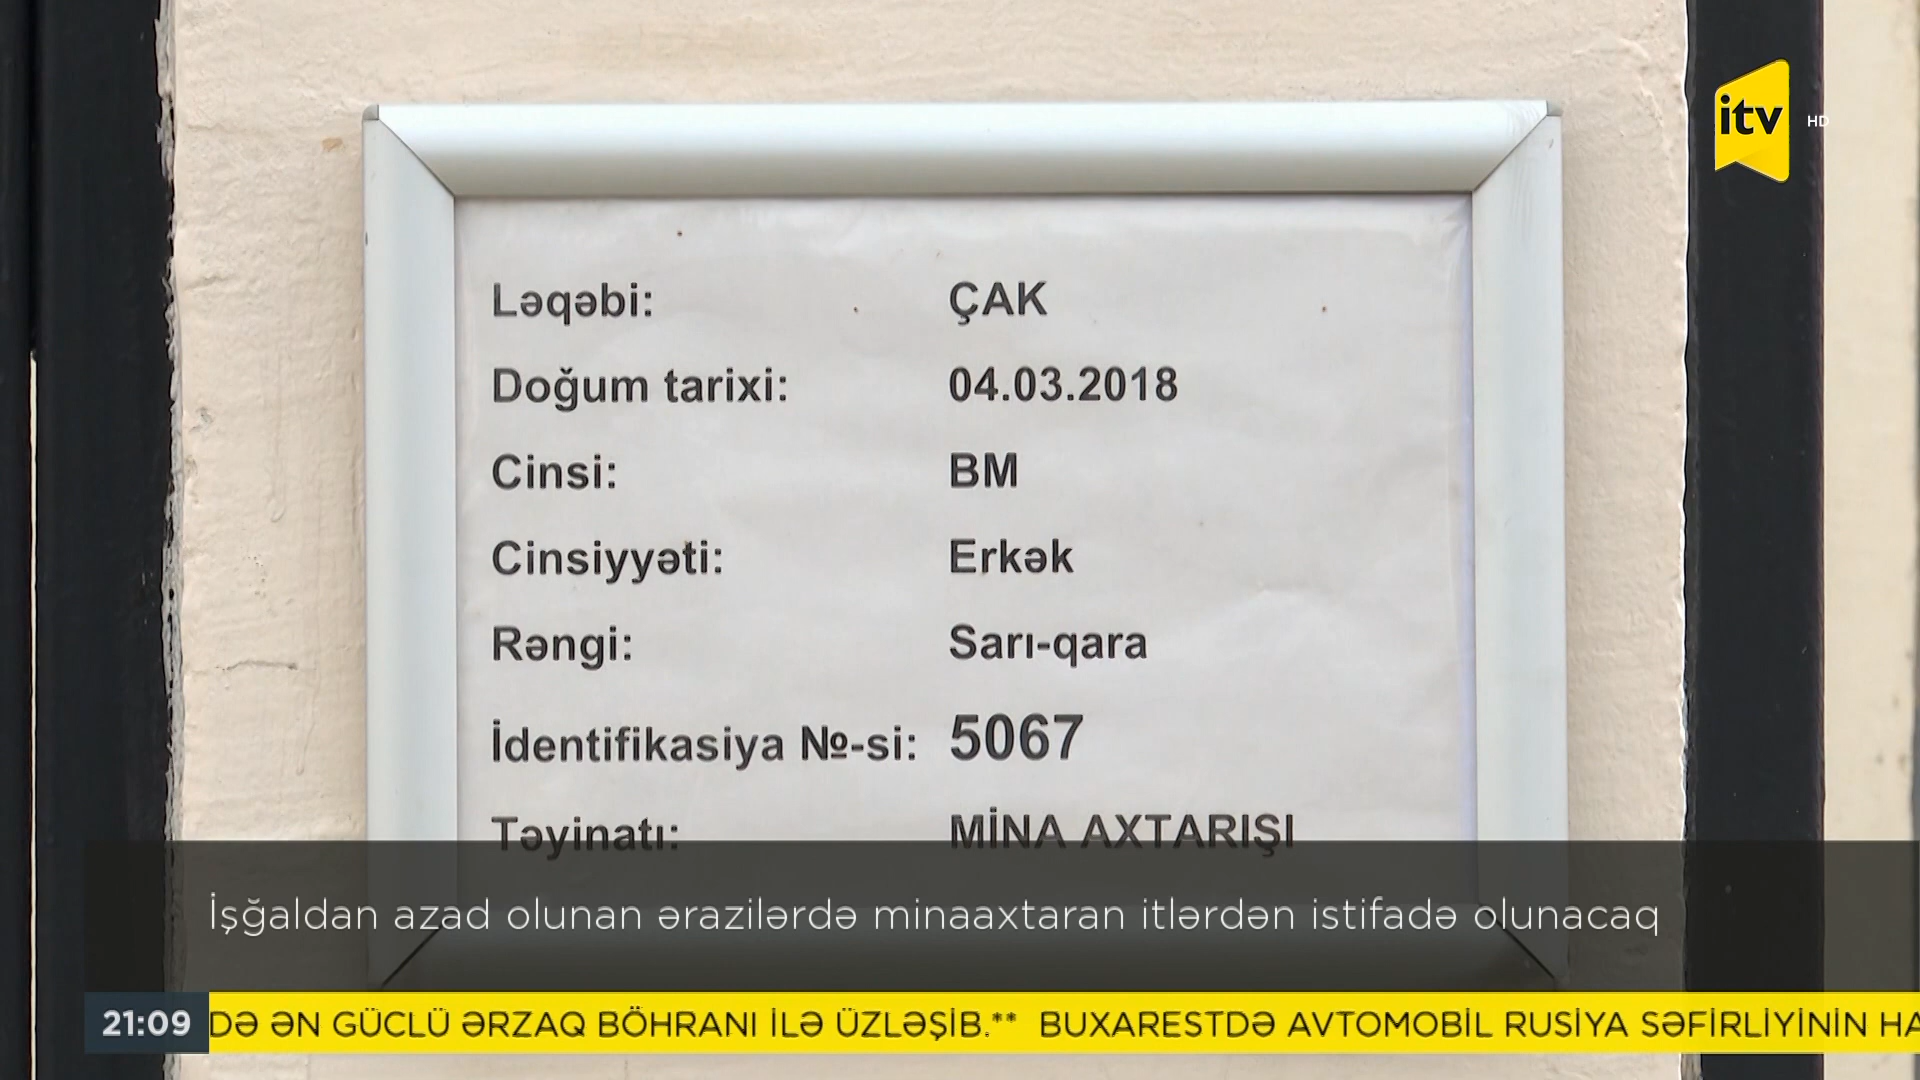 itv HD
Ləqəbi: ÇAK
Doğum tarixi: 04.03.2018
Cinsi: BM
Cinsiyyəti: Erkək
Rəngi: Sarı-qara
İdentifikasiya №-si: 5067
Təyinatı: MİNA AXTARIŞI
İşğaldan azad olunan ərazilərdə minaaxtaran itlərdən istifadə olunacaq
21:09 DƏ ƏN GÜCLÜ ƏRZAQ BÖHRANI İLƏ ÜZLƏŞİB.** BUXARESTDƏ AVTOMOBİL RUSİYA SƏFİRLİYİNİN HA